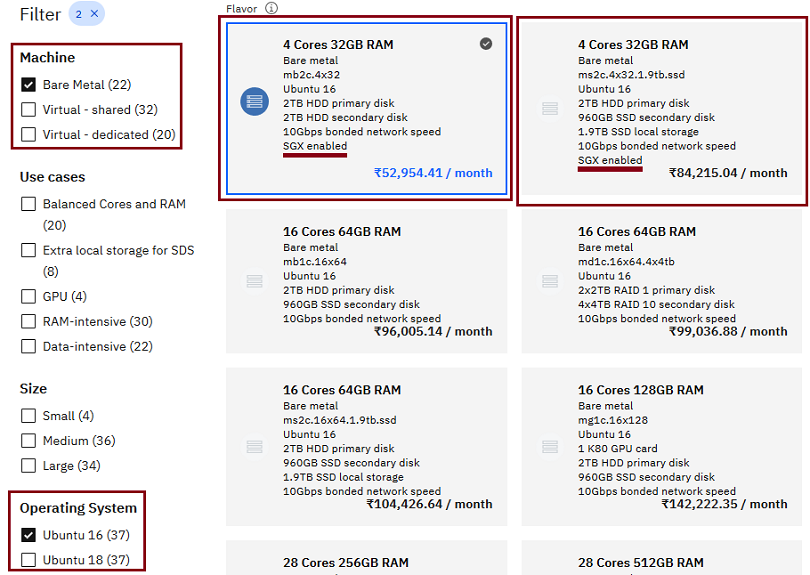 Filter 2 ×
Machine
Bare Metal (22)
Virtual - shared (32)
Virtual - dedicated (20)
Use cases
Balanced Cores and RAM
(20)
Extra local storage for SDS
(8)
GPU (4)
RAM-intensive (30)
Data-intensive (22)
Size
Small (4)
Medium (36)
Large (34)
Operating System
Ubuntu 16 (37)
Ubuntu 18 (37)
Flavor
4 Cores 32GB RAM
Bare metal
mb2c.4x32
Ubuntu 16
2TB HDD primary disk
2TB HDD secondary disk
10Gbps bonded network speed
SGX enabled
₹52,954.41 / month
4 Cores 32GB RAM
Bare metal
ms2c.4x32.1.9tb.ssd
Ubuntu 16
2TB HDD primary disk
960GB SSD secondary disk
1.9TB SSD local storage
10Gbps bonded network speed
SGX enabled
₹84,215.04 / month
16 Cores 64GB RAM
Bare metal
mb1c.16x64
Ubuntu 16
2TB HDD primary disk
960GB SSD secondary disk
10Gbps bonded network speed
₹96,005.14 / month
16 Cores 64GB RAM
Bare metal
md1c.16x64.4x4tb
Ubuntu 16
2x2TB RAID 1 primary disk
4x4TB RAID 10 secondary disk
10Gbps bonded network speed
₹99,036.88 / month
16 Cores 64GB RAM
Bare metal
ms2c.16x64.1.9tb.ssd
Ubuntu 16
2TB HDD primary disk
960GB SSD secondary disk
1.9TB SSD local storage
10Gbps bonded network speed
₹104,426.64 / month
16 Cores 128GB RAM
Bare metal
mg1c.16x128
Ubuntu 16
1 K80 GPU card
2TB HDD primary disk
960GB SSD secondary disk
10Gbps bonded network speed
₹142,222.35 / month
28 Cores 256GB RAM
28 Cores 512GB RAM